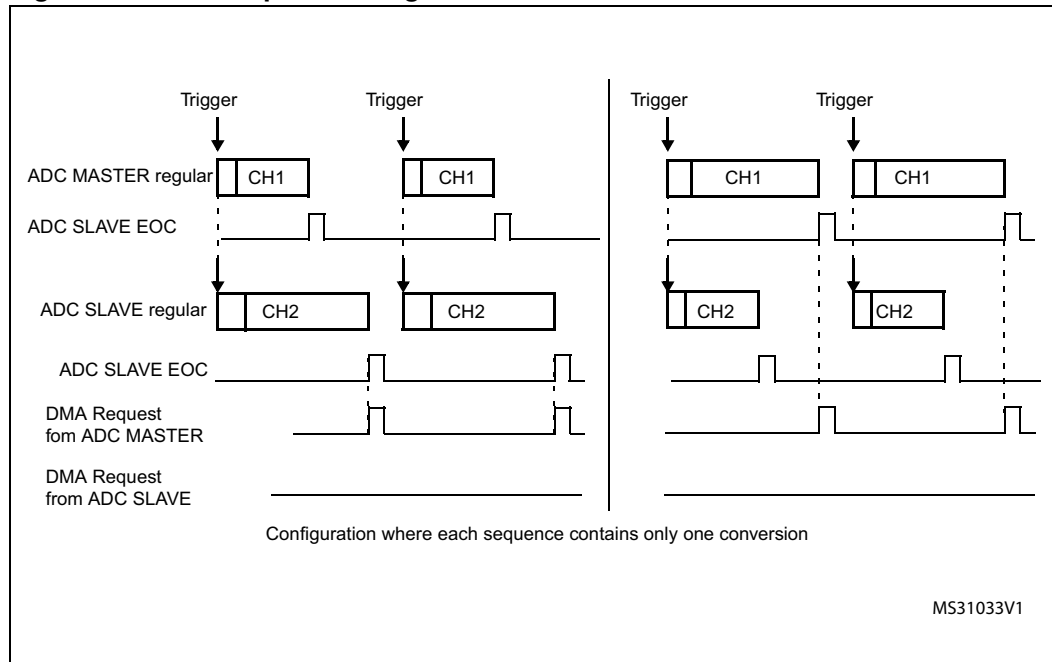 Trigger Trigger Trigger Trigger
ADC MASTER regular CH1 CH1 CH1 CH1
ADC SLAVE EOC
ADC SLAVE regular CH2 CH2 CH2 CH2
ADC SLAVE EOC
DMA Request
fom ADC MASTER
DMA Request
from ADC SLAVE
Configuration where each sequence contains only one conversion
MS31033V1